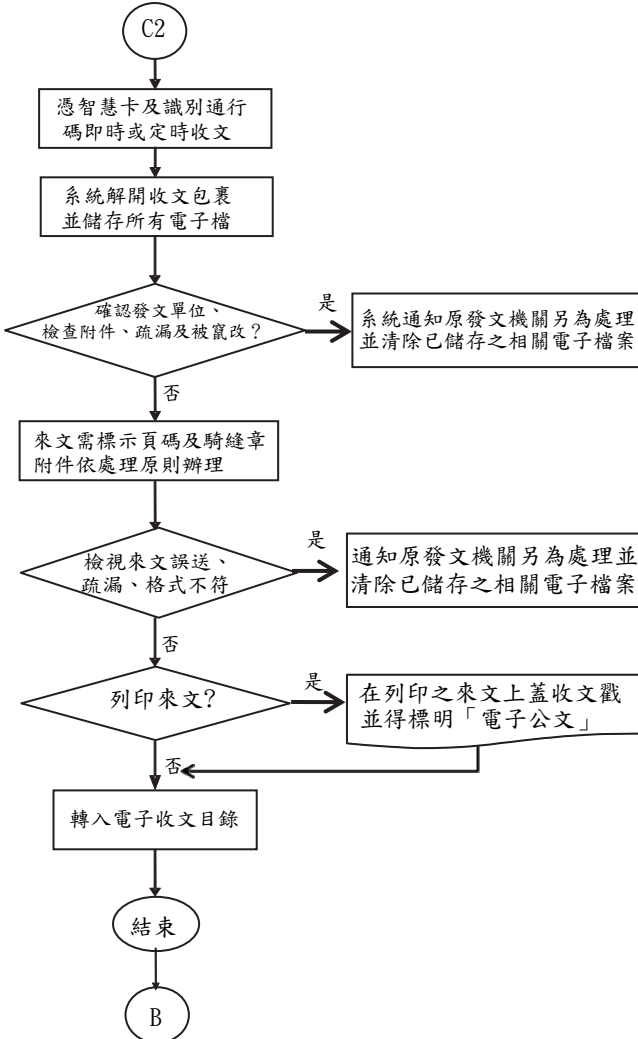 C2
憑智慧卡及識別通行
碼即時或定時收文
系統解開收文包裹
並儲存所有電子檔
確認發文單位、
檢查附件、疏漏及被竄改？
是
系統通知原發文機關另為處理
並清除已儲存之相關電子檔案
否
來文需標示頁碼及騎縫章
附件依處理原則辦理
檢視來文誤送、
疏漏、格式不符
是
通知原發文機關另為處理並
清除已儲存之相關電子檔案
否
列印來文?
是
在列印之來文上蓋收文戳
並得標明「電子公文」
否
轉入電子收文目錄
結束
B